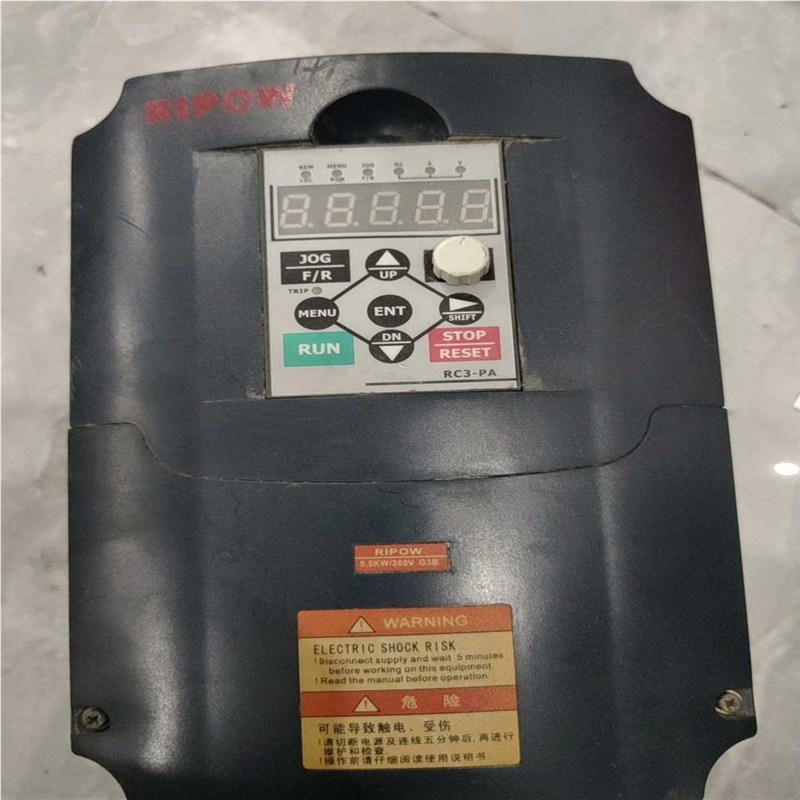 RIPOW
REM MENU JOG Hz A V
LOC RUN F/R
88888
JOG
F/R
UP
TRIP
MENU
ENT
SHIFT
RUN
DN
STOP
RESET
RC3-PA
RIPOW
5.5KW/380V G3B
WARNING
ELECTRIC SHOCK RISK
! Disconnect supply and wait 5 minutes
before working on this equipment.
! Read the manual before operation.
危 险
可能导致触电、受伤
!请切断电源及连线五分钟后,再进行
维护和检查.
!操作前请仔细阅读使用说明书.